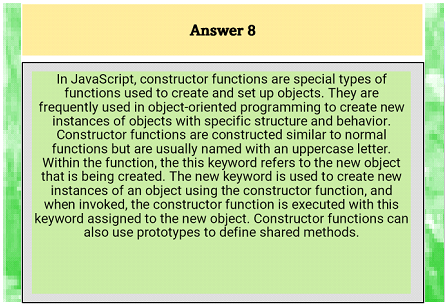 Answer 8
In JavaScript, constructor functions are special types of
functions used to create and set up objects. They are
frequently used in object-oriented programming to create new
instances of objects with specific structure and behavior.
Constructor functions are constructed similar to normal
functions but are usually named with an uppercase letter.
Within the function, the this keyword refers to the new object
that is being created. The new keyword is used to create new
instances of an object using the constructor function, and
when invoked, the constructor function is executed with this
keyword assigned to the new object. Constructor functions can
also use prototypes to define shared methods.